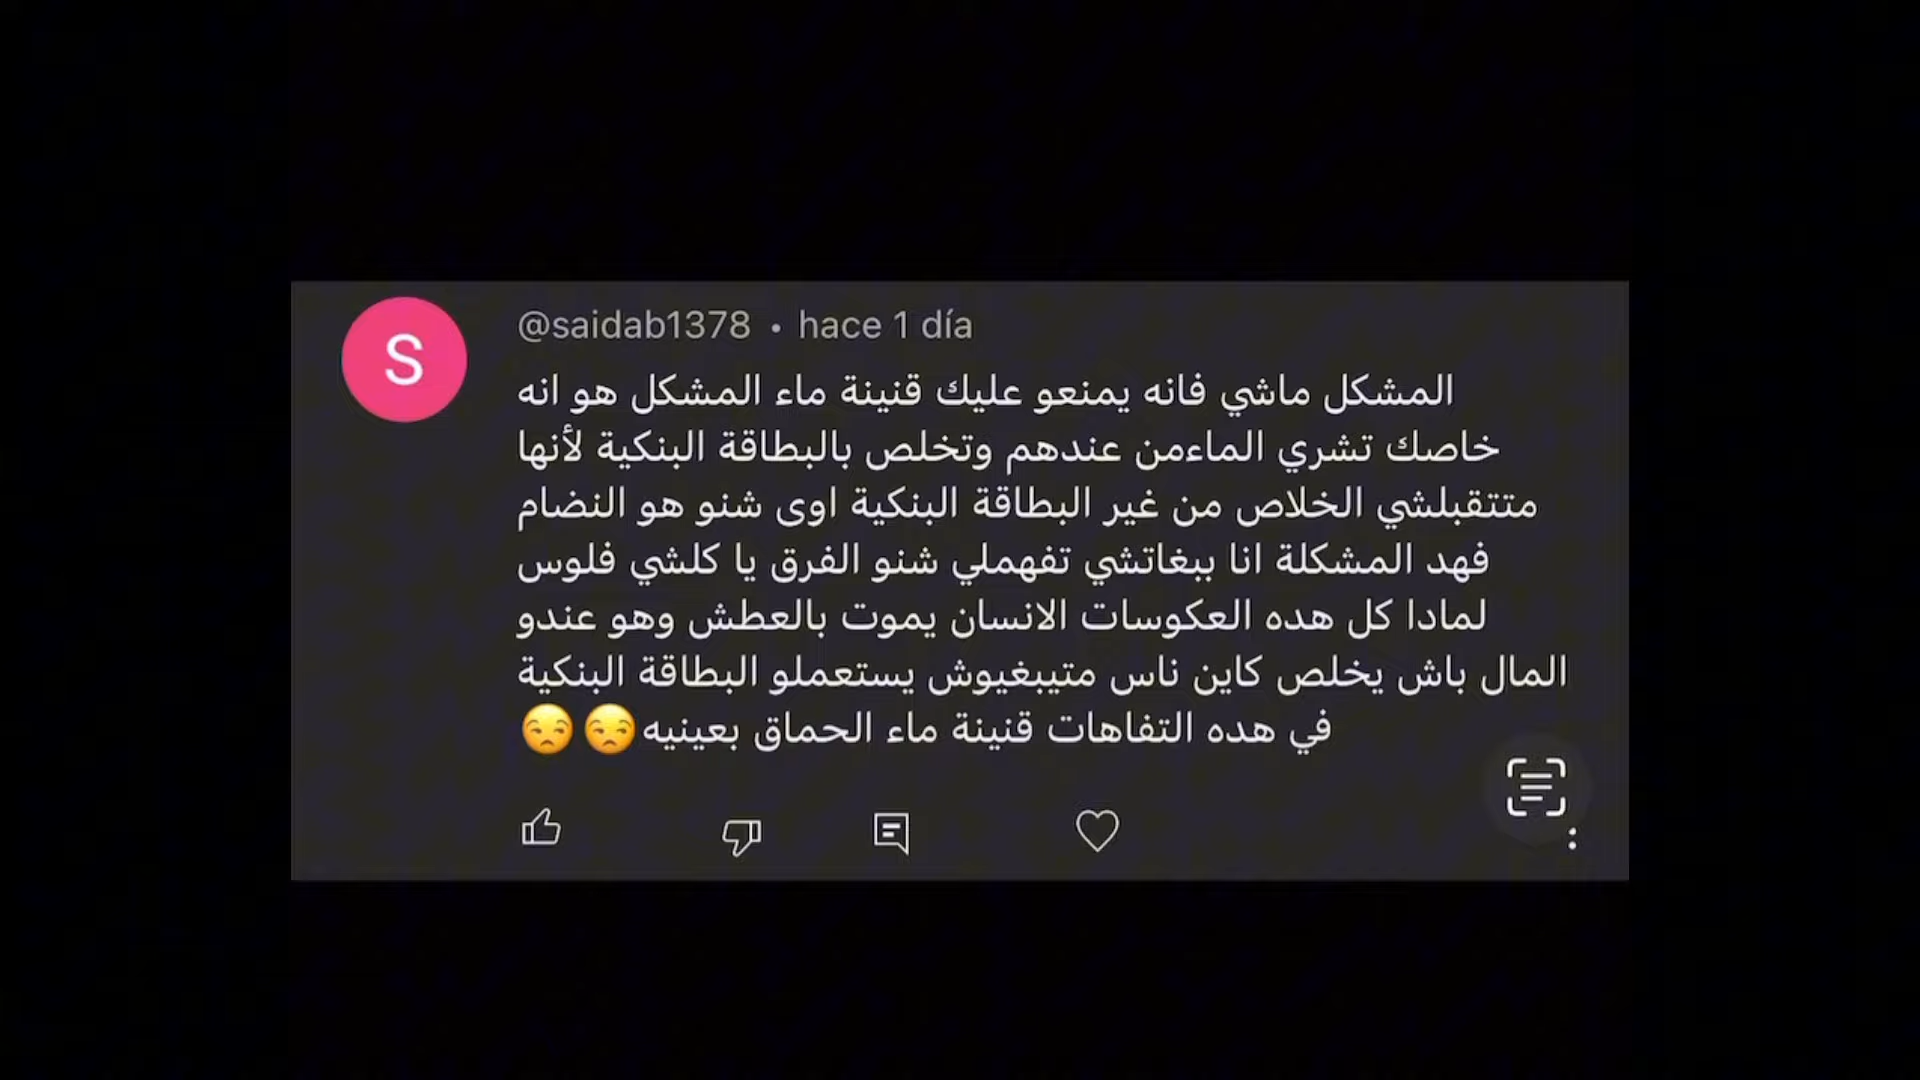 @saidab1378 • hace 1 día
S
المشكل ماشي فانه يمنعو عليك قنينة ماء المشكل هو انه
خاصك تشري الماءمن عندهم وتخلص بالبطاقة البنكية لأنها
متتقبلشي الخلاص من غير البطاقة البنكية اوى شنو هو النضام
فهد المشكلة انا ببغاتشي تفهملي شنو الفرق يا كلشي فلوس
لمادا كل هده العكوسات الانسان يموت بالعطش وهو عندو
المال باش يخلص كاين ناس متيبغيوش يستعملو البطاقة البنكية
في هده التفاهات قنينة ماء الحماق بعينيه😒😒